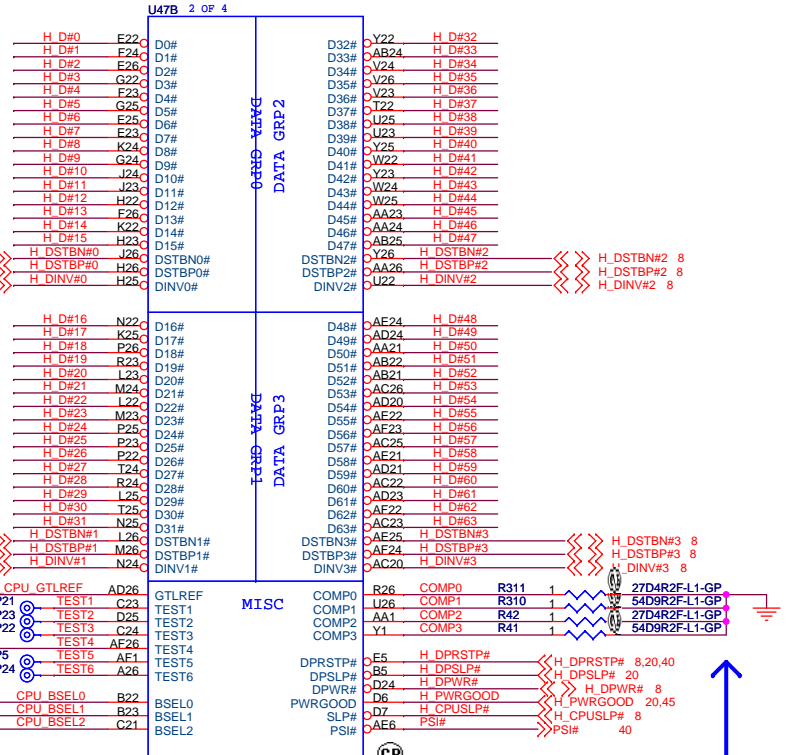 U47B 2 OF 4
H_D#0 E22 D0# D32# Y22 H_D#32
H_D#1 F24 D1# D33# AB24 H_D#33
H_D#2 E26 D2# D34# V24 H_D#34
H_D#3 G22 D3# D35# V26 H_D#35
H_D#4 F23 D4# D36# V23 H_D#36
H_D#5 G25 D5# D37# T22 H_D#37
H_D#6 E25 D6# D38# U25 H_D#38
H_D#7 E23 D7# D39# U23 H_D#39
H_D#8 K24 D8# D40# Y25 H_D#40
H_D#9 G24 D9# D41# W22 H_D#41
H_D#10 J24 D10# D42# Y23 H_D#42
H_D#11 J23 D11# D43# W24 H_D#43
H_D#12 H22 D12# D44# W25 H_D#44
H_D#13 F26 D13# D45# AA23 H_D#45
H_D#14 K22 D14# D46# AA24 H_D#46
H_D#15 H23 D15# D47# AB25 H_D#47
H_DSTBN#0 J26 DSTBN0# DSTBN2# Y26 H_DSTBN#2 H_DSTBN#2 8
H_DSTBP#0 H26 DSTBP0# DSTBP2# AA26 H_DSTBP#2 H_DSTBP#2 8
H_DINV#0 H25 DINV0# DINV2# U22 H_DINV#2 H_DINV#2 8
DATA GRP0
DATA GRP2
H_D#16 N22 D16# D48# AE24 H_D#48
H_D#17 K25 D17# D49# AD24 H_D#49
H_D#18 P26 D18# D50# AA21 H_D#50
H_D#19 R23 D19# D51# AB22 H_D#51
H_D#20 L23 D20# D52# AB21 H_D#52
H_D#21 M24 D21# D53# AC26 H_D#53
H_D#22 L22 D22# D54# AD20 H_D#54
H_D#23 M23 D23# D55# AE22 H_D#55
H_D#24 P25 D24# D56# AF23 H_D#56
H_D#25 P23 D25# D57# AC25 H_D#57
H_D#26 P22 D26# D58# AE21 H_D#58
H_D#27 T24 D27# D59# AD21 H_D#59
H_D#28 R24 D28# D60# AC22 H_D#60
H_D#29 L25 D29# D61# AD23 H_D#61
H_D#30 T25 D30# D62# AF22 H_D#62
H_D#31 N25 D31# D63# AC23 H_D#63
H_DSTBN#1 L26 DSTBN1# DSTBN3# AE25 H_DSTBN#3 H_DSTBN#3 8
H_DSTBP#1 M26 DSTBP1# DSTBP3# AF24 H_DSTBP#3 H_DSTBP#3 8
H_DINV#1 N24 DINV1# DINV3# AC20 H_DINV#3 H_DINV#3 8
DATA GRP1
DATA GRP3
CPU_GTLREF AD26 GTLREF MISC COMP0 R26 COMP0 R311 1 27D4R2F-L1-GP
P21 TEST1 C23 TEST1 COMP1 U26 COMP1 R310 1 54D9R2F-L1-GP
P23 TEST2 D25 TEST2 COMP2 AA1 COMP2 R42 1 27D4R2F-L1-GP
P22 TEST3 C24 TEST3 COMP3 Y1 COMP3 R41 1 54D9R2F-L1-GP
TEST4 AF26 TEST4
P5 TEST5 AF1 TEST5 DPRSTP# E5 H_DPRSTP# H_DPRSTP# 8,20,40
P24 TEST6 A26 TEST6 DPSLP# B5 H_DPSLP# H_DPSLP# 20
DPWR# D24 H_DPWR# H_DPWR# 8
CPU_BSEL0 B22 BSEL0 PWRGOOD D6 H_PWRGOOD H_PWRGOOD 20,45
CPU_BSEL1 B23 BSEL1 SLP# D7 H_CPUSLP# H_CPUSLP# 8
CPU_BSEL2 C21 BSEL2 PSI# AE6 PSI# PSI# 40